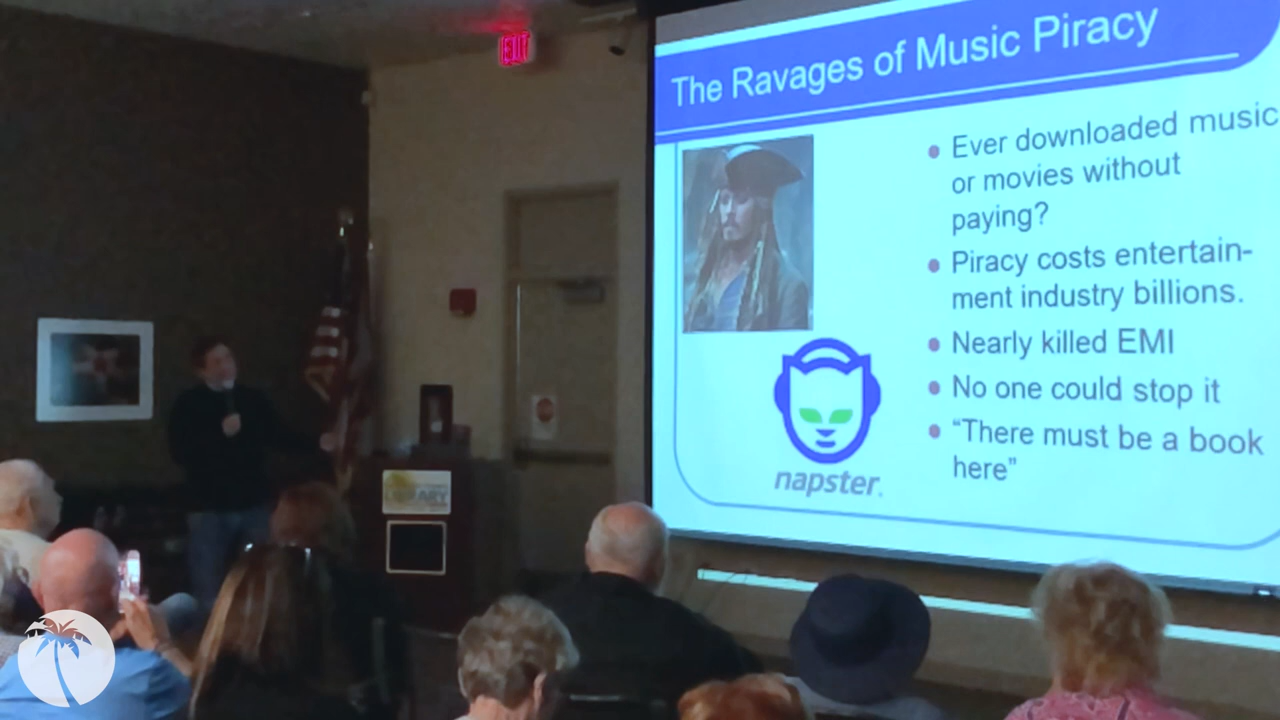 EXIT
The Ravages of Music Piracy
Ever downloaded music
or movies without
paying?
Piracy costs entertain-
ment industry billions.
Nearly killed EMI
No one could stop it
“There must be a book
here”
napster.
LIBRARY